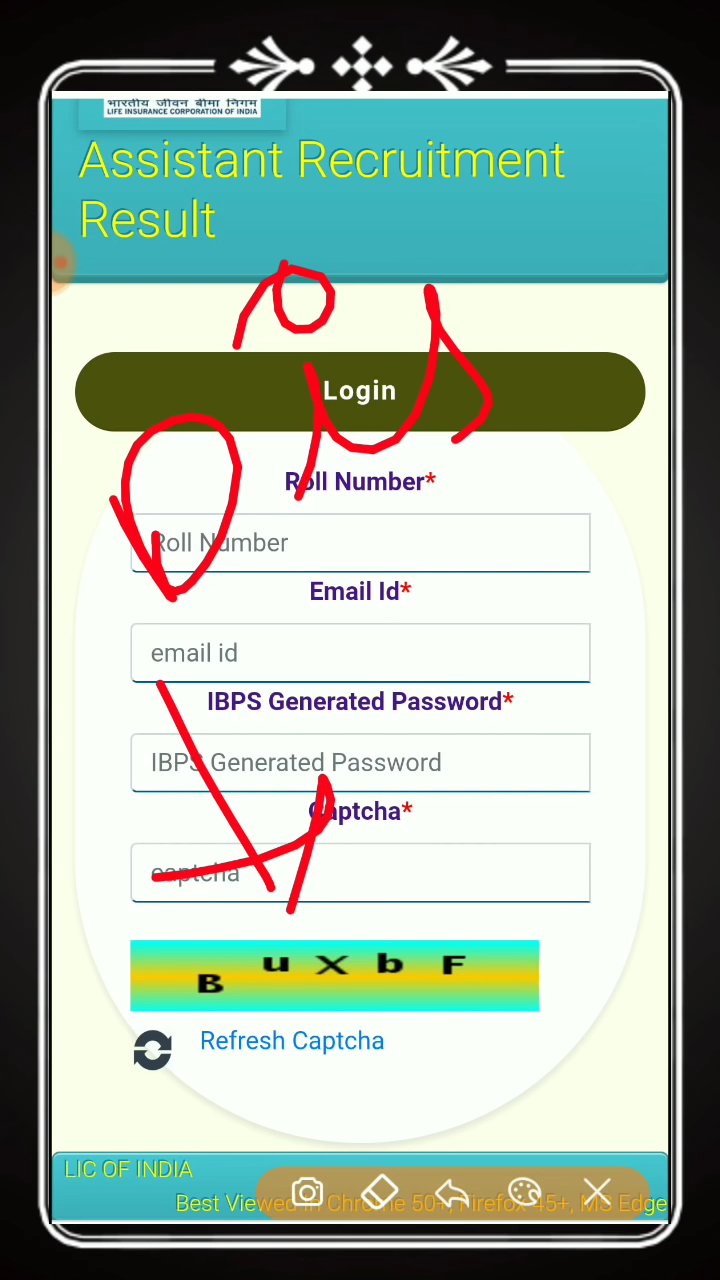 भारतीय जीवन बीमा निगम
LIFE INSURANCE CORPORATION OF INDIA
Assistant Recruitment
Result
Login
Roll Number*
Roll Number
Email Id*
email id
IBPS Generated Password*
IBPS Generated Password
Captcha*
captcha
B u X b F
Refresh Captcha
LIC OF INDIA
Best Viewed in Chrome 50+, Firefox 45+, MS Edge